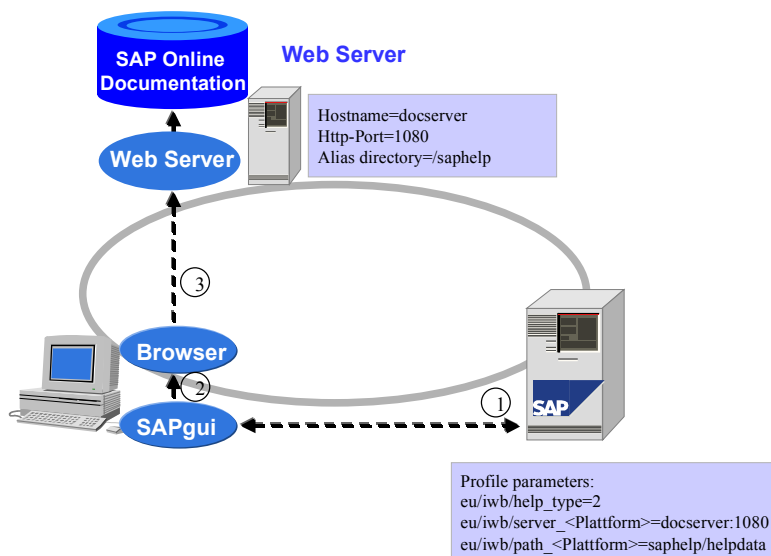 SAP Online
Documentation
Web Server
Hostname=docserver
Http-Port=1080
Alias directory=/saphelp
Web Server
3
Browser
2
SAPgui
1
SAP
Profile parameters:
eu/iwb/help_type=2
eu/iwb/server_<Plattform>=docserver:1080
eu/iwb/path_<Plattform>=saphelp/helpdata